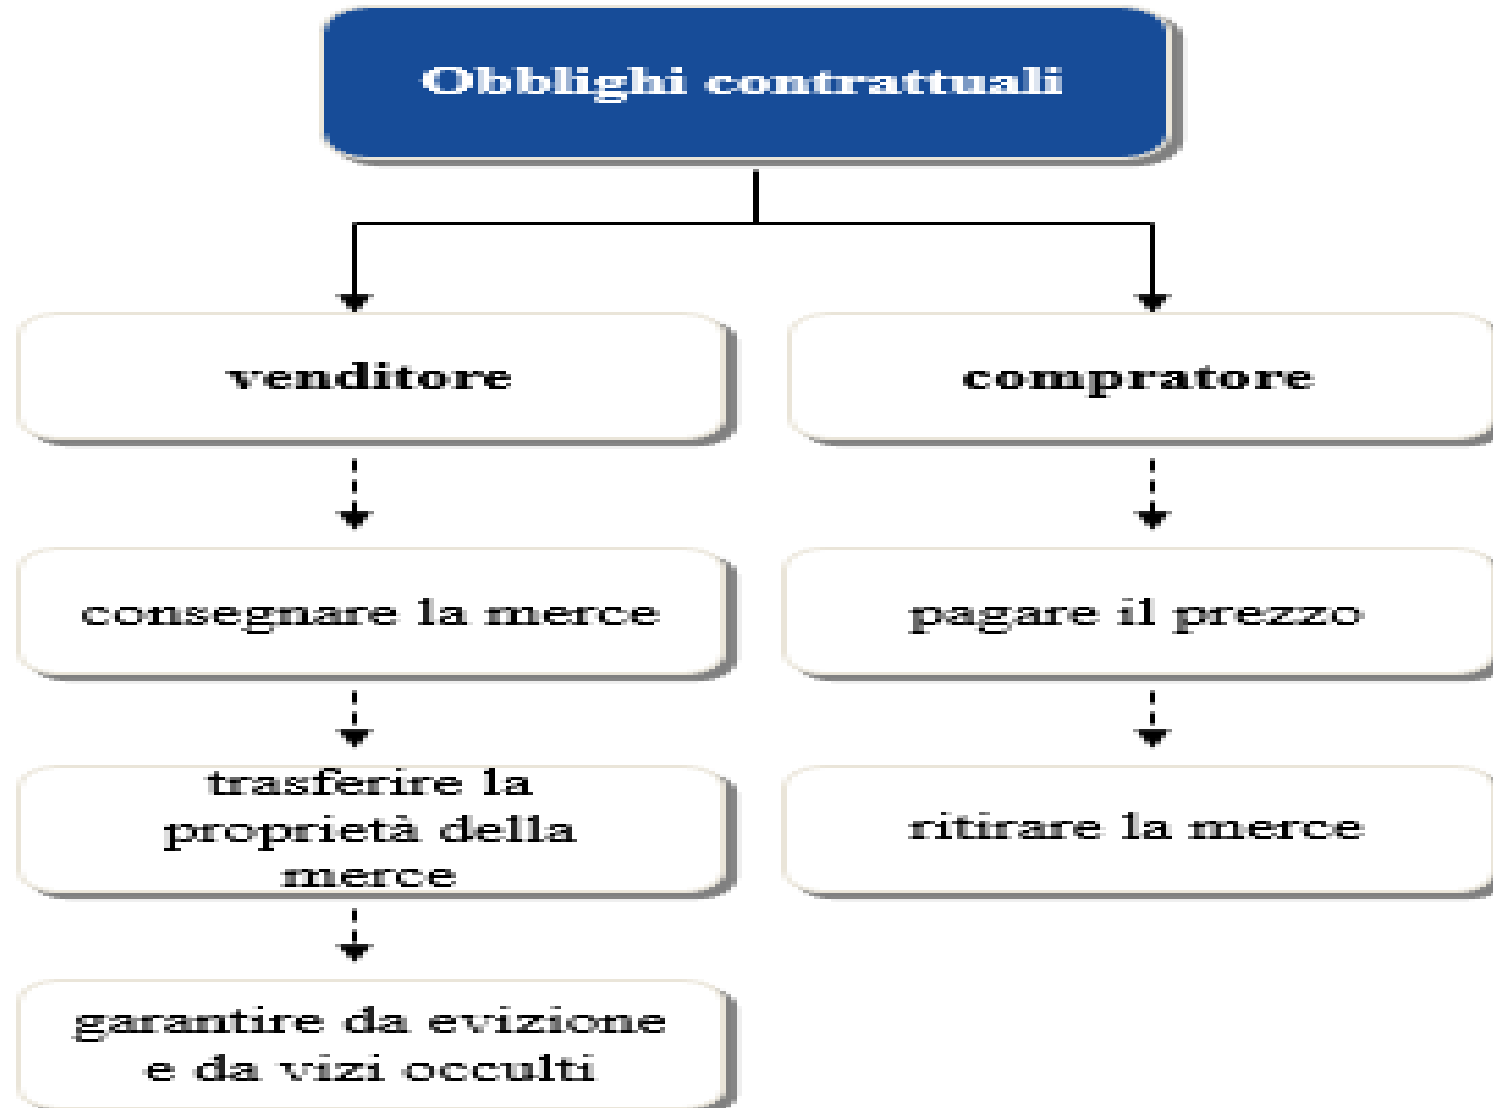 Obblighi contrattuali
venditore
compratore
consegnare la merce
pagare il prezzo
trasferire la
proprietà della
merce
ritirare la merce
garantire da evizione
e da vizi occulti